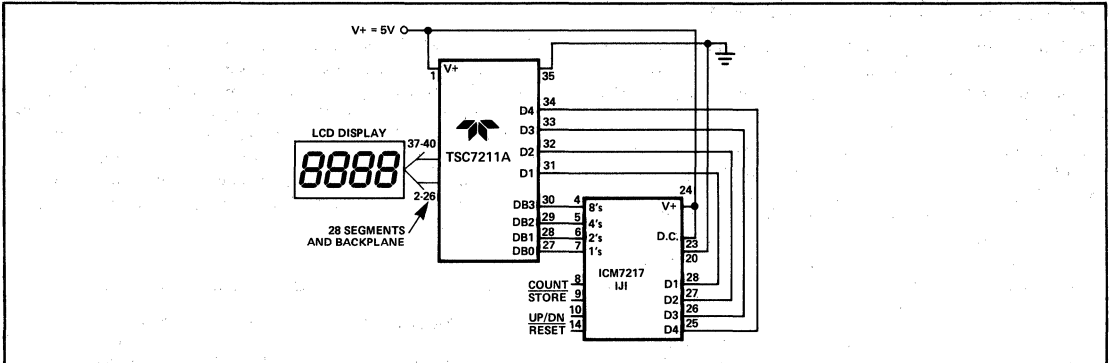 V+ = 5V
1
V+
35
D4 34
D3 33
D2 32
D1 31
TSC7211A
LCD DISPLAY
8888
37-40
2-26
28 SEGMENTS
AND BACKPLANE
DB3 30 4 8's
DB2 29 5 4's
DB1 28 6 2's
DB0 27 7 1's
24
V+
D.C.
23
20
ICM7217
IJI
D1 28
D2 27
D3 26
D4 25
COUNT 8
STORE 9
UP/DN 10
RESET 14